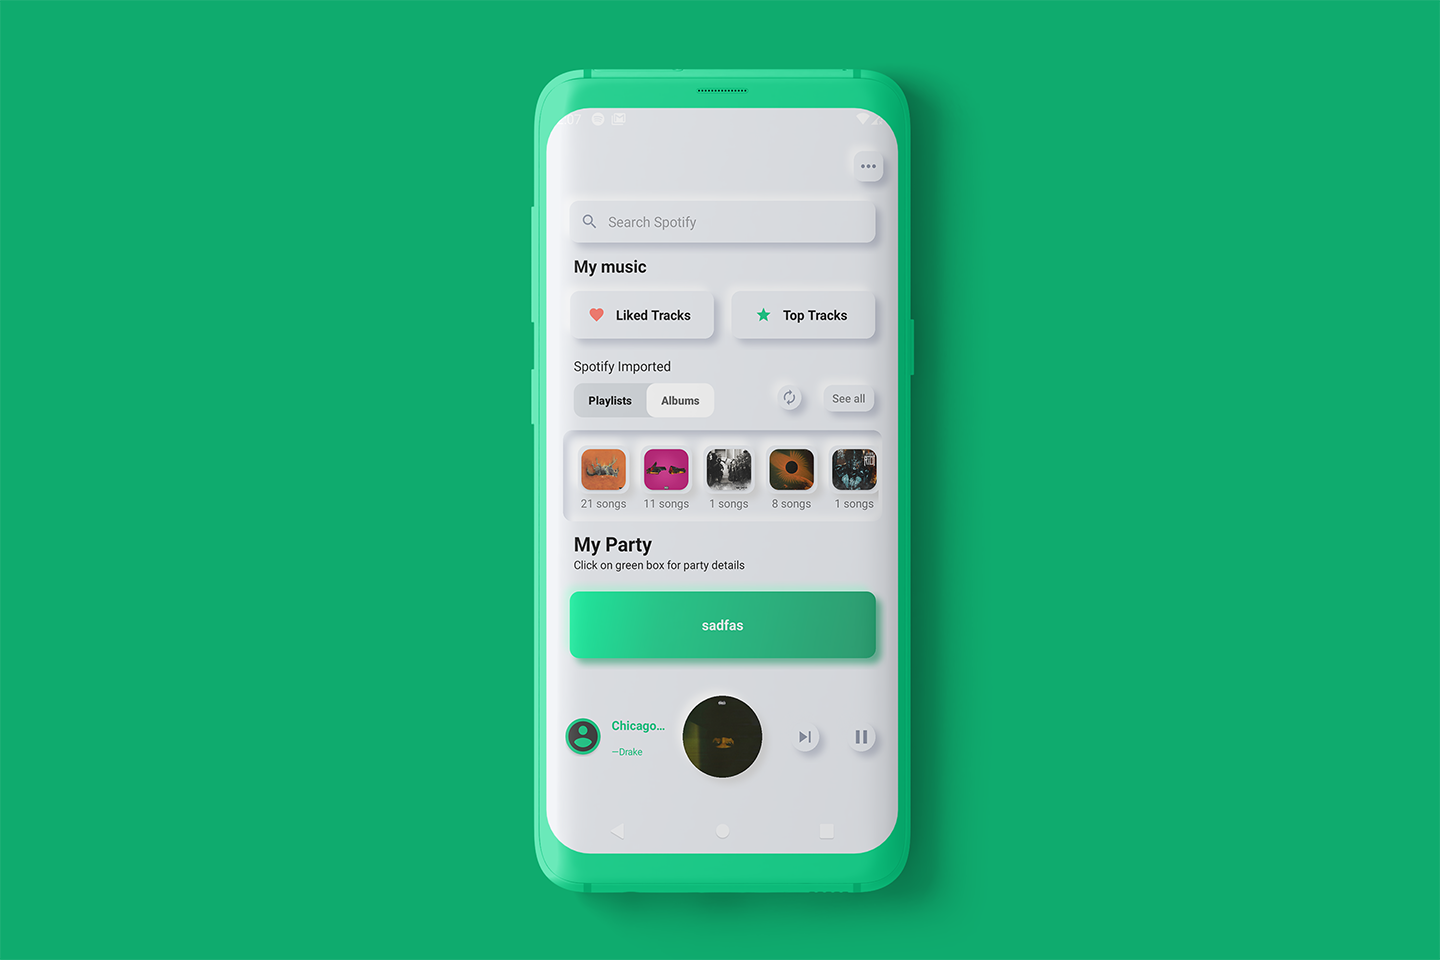 07
Search Spotify
My music
Liked Tracks
Top Tracks
Spotify Imported
Playlists
Albums
See all
21 songs
11 songs
1 songs
8 songs
1 songs
My Party
Click on green box for party details
sadfas
Chicago...
—Drake